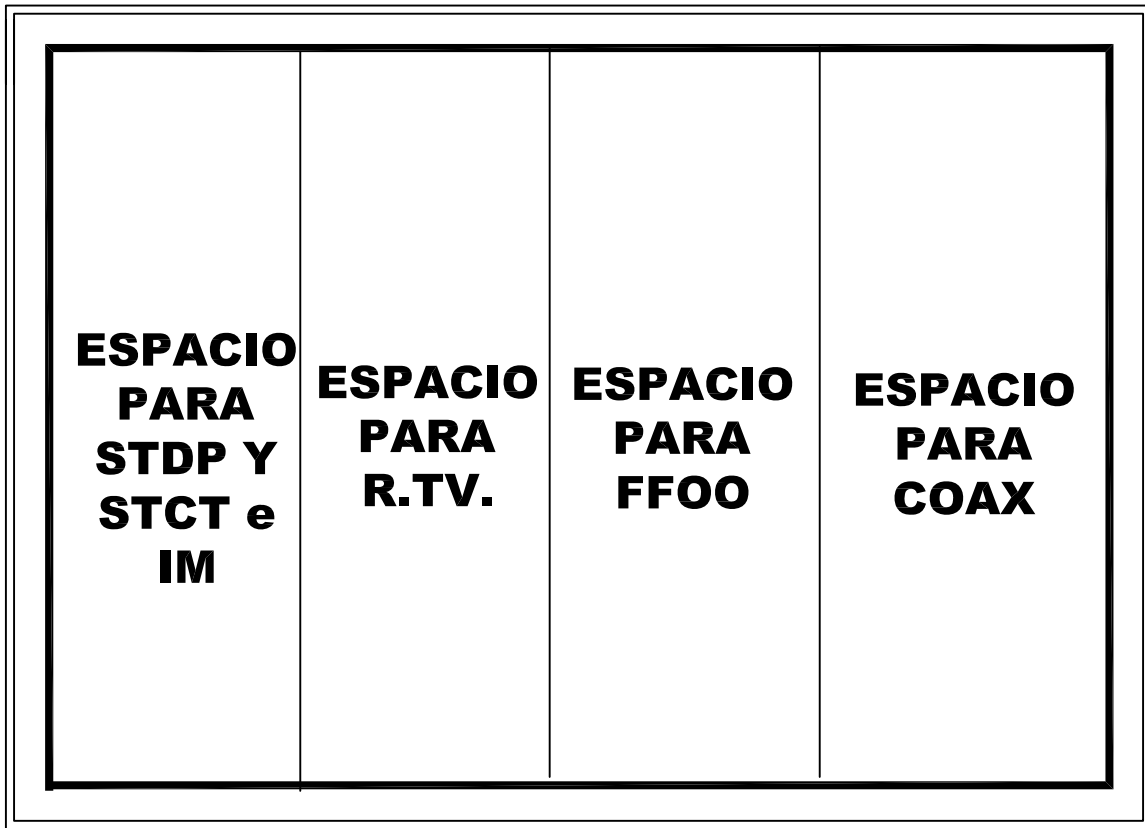 ESPACIO
PARA
STDP Y
STCT e
IM
ESPACIO
PARA
R.TV.
ESPACIO
PARA
FFOO
ESPACIO
PARA
COAX